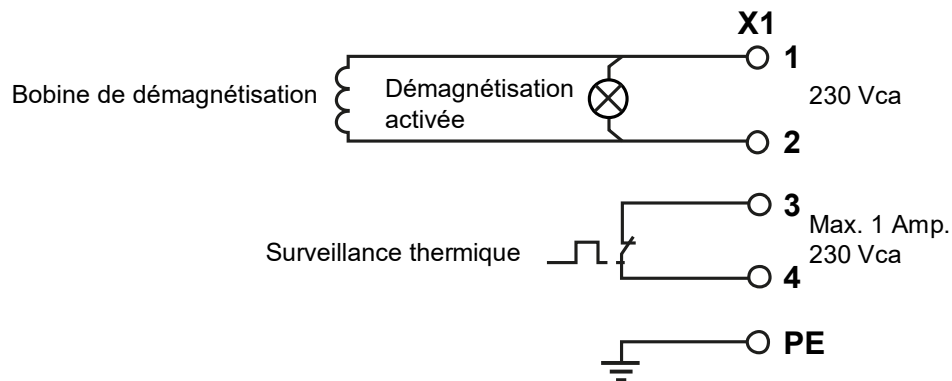 X1
1
Bobine de démagnétisation
Démagnétisation
activée
230 Vca
2
3
Max. 1 Amp.
230 Vca
Surveillance thermique
4
PE